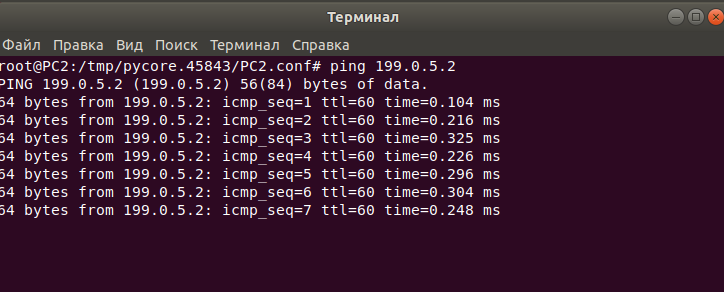 Терминал
Файл Правка Вид Поиск Терминал Справка
root@PC2:/tmp/pycore.45843/PC2.conf# ping 199.0.5.2
PING 199.0.5.2 (199.0.5.2) 56(84) bytes of data.
64 bytes from 199.0.5.2: icmp_seq=1 ttl=60 time=0.104 ms
64 bytes from 199.0.5.2: icmp_seq=2 ttl=60 time=0.216 ms
64 bytes from 199.0.5.2: icmp_seq=3 ttl=60 time=0.325 ms
64 bytes from 199.0.5.2: icmp_seq=4 ttl=60 time=0.226 ms
64 bytes from 199.0.5.2: icmp_seq=5 ttl=60 time=0.296 ms
64 bytes from 199.0.5.2: icmp_seq=6 ttl=60 time=0.304 ms
64 bytes from 199.0.5.2: icmp_seq=7 ttl=60 time=0.248 ms